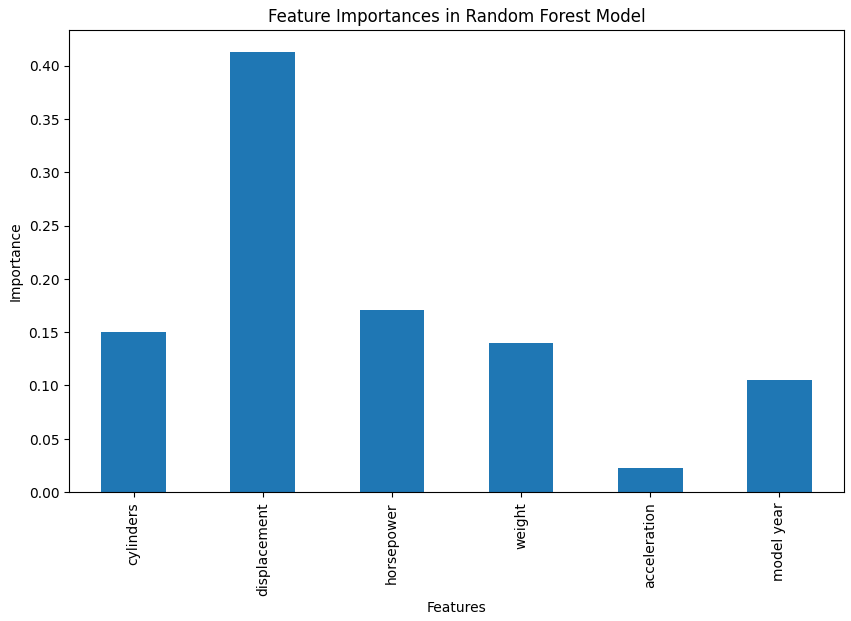 Feature Importances in Random Forest Model
Importance
0.40
0.35
0.30
0.25
0.20
0.15
0.10
0.05
0.00
cylinders
displacement
horsepower
weight
acceleration
model year
Features